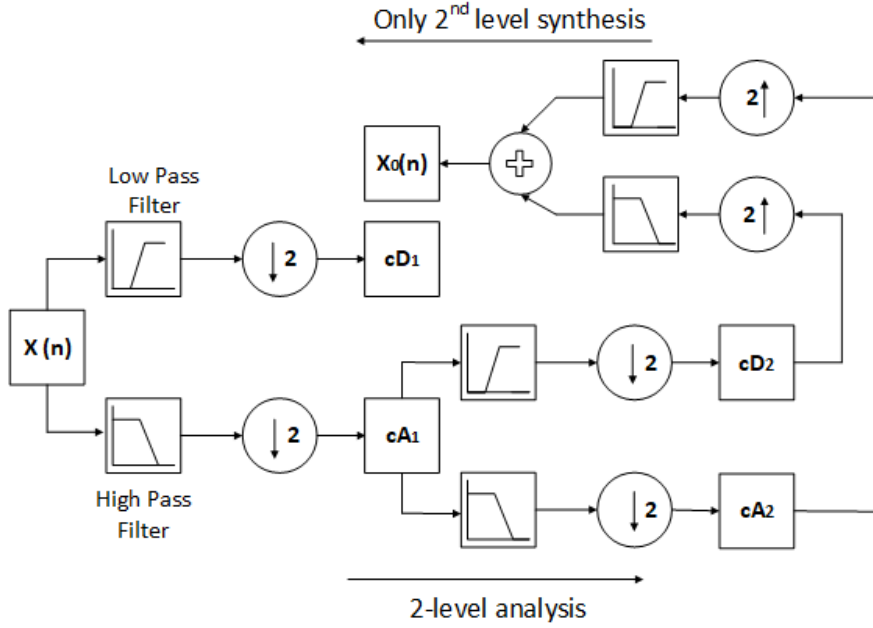 Only 2nd level synthesis
2↑
X₀(n)
Low Pass
Filter
2↑
↓ 2
cD₁
X (n)
↓ 2
cD₂
↓ 2
cA₁
High Pass
Filter
↓ 2
cA₂
2-level analysis